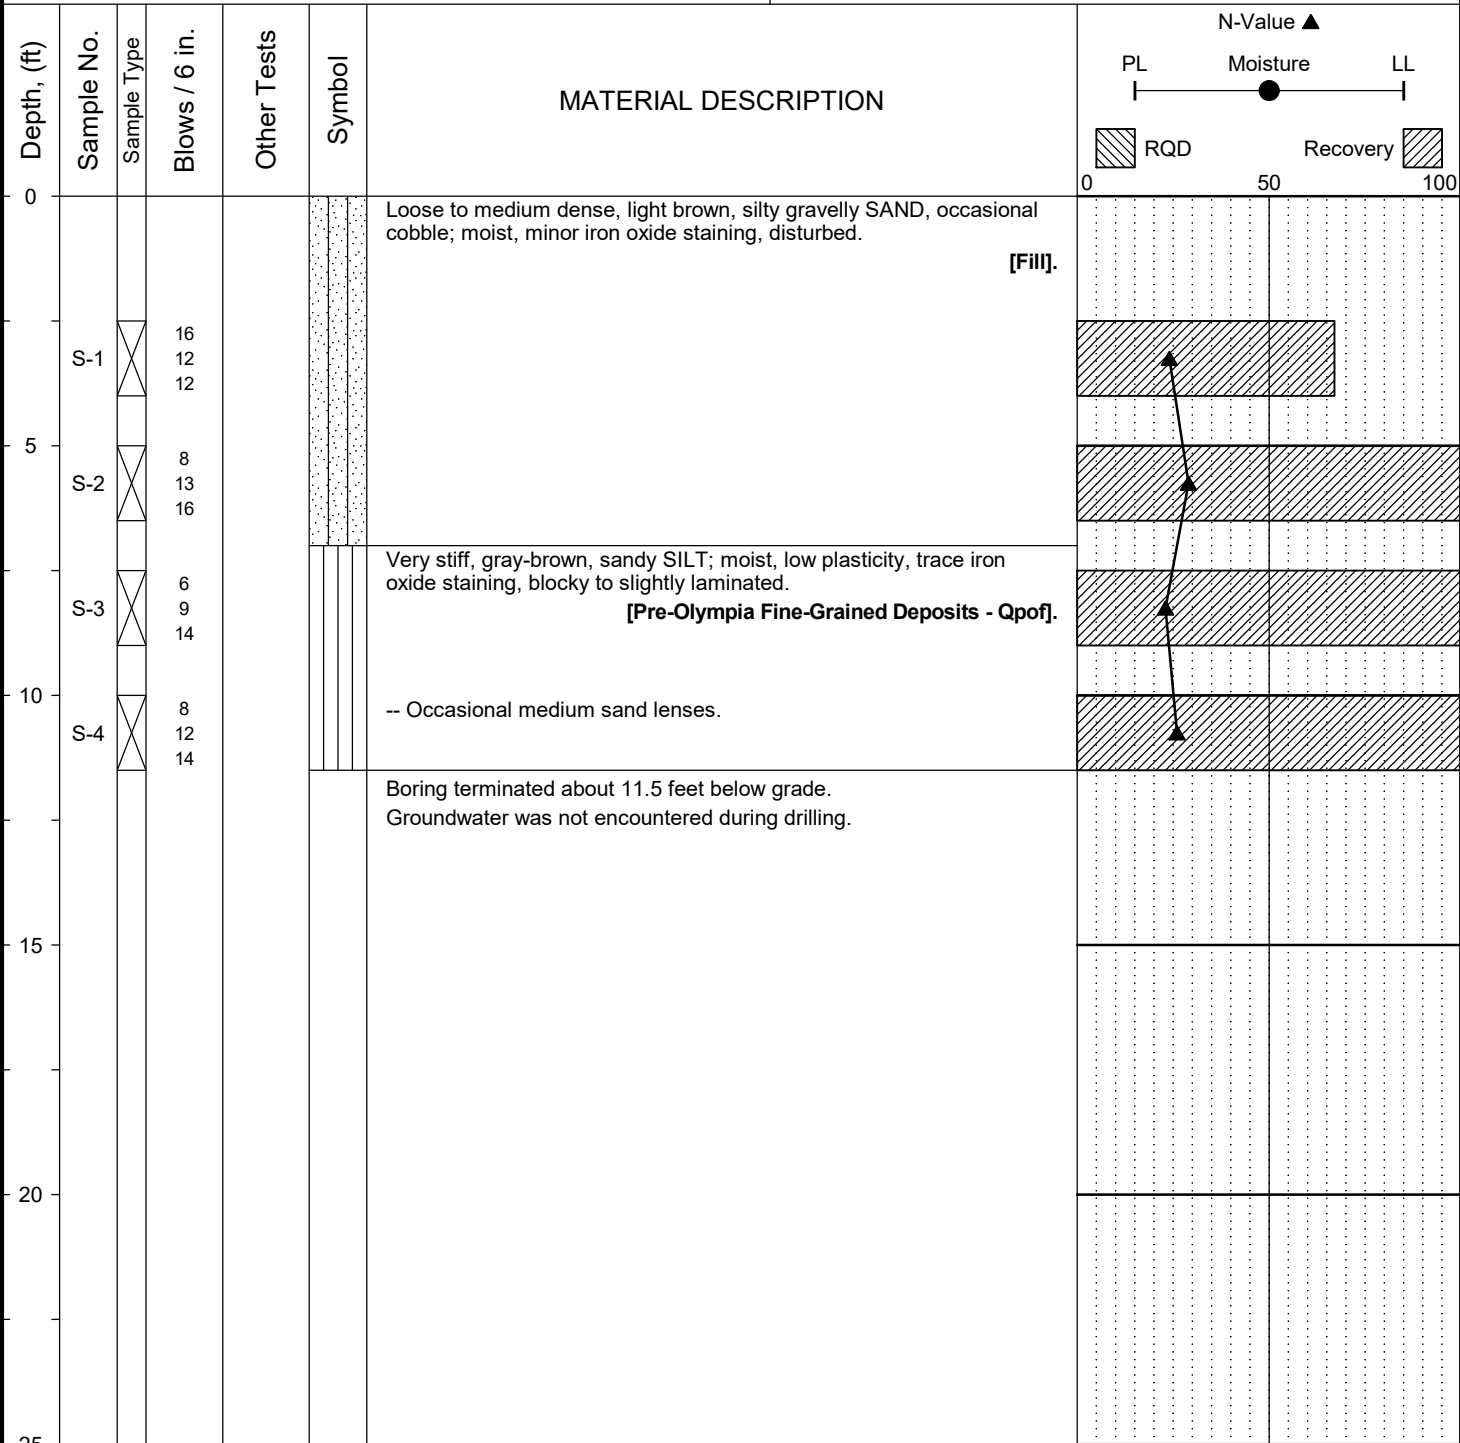 Depth, (ft)
Sample No.
Sample Type
Blows / 6 in.
Other Tests
Symbol
MATERIAL DESCRIPTION
N-Value
PL Moisture LL
RQD Recovery
0 50 100
0
Loose to medium dense, light brown, silty gravelly SAND, occasional
cobble; moist, minor iron oxide staining, disturbed.
[Fill].
16
S-1 12
12
5
8
S-2 13
16
Very stiff, gray-brown, sandy SILT; moist, low plasticity, trace iron
oxide staining, blocky to slightly laminated.
6
S-3 9
[Pre-Olympia Fine-Grained Deposits - Qpof].
14
10
8
-- Occasional medium sand lenses.
S-4 12
14
Boring terminated about 11.5 feet below grade.
Groundwater was not encountered during drilling.
15
20
25